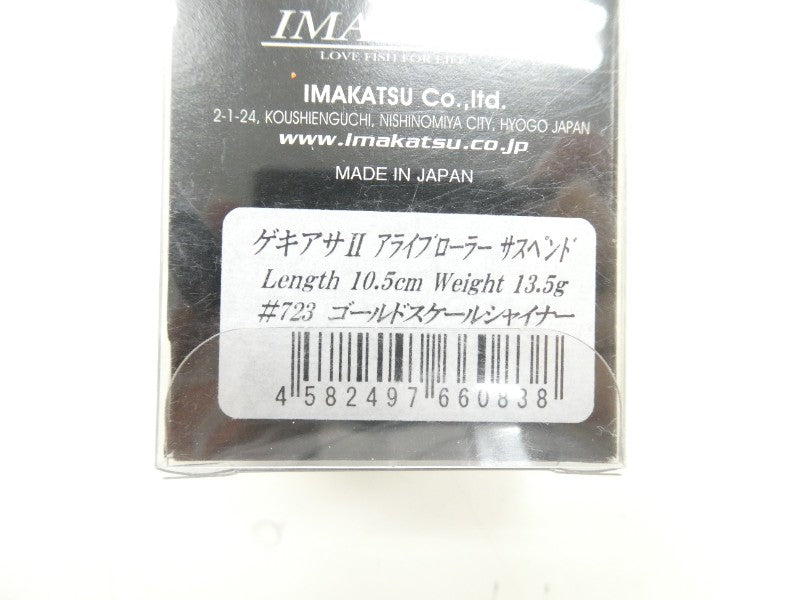 LOVE FISH FOR LIFE
IMAKATSU Co.,ltd.
2-1-24, KOUSHIENGUCHI, NISHINOMIYA CITY, HYOGO JAPAN
www.imakatsu.co.jp
MADE IN JAPAN
ゲキアサII アライブローラー サスペンド
Length 10.5cm Weight 13.5g
#723 ゴールドスケールシャイナー
4 582497 660838